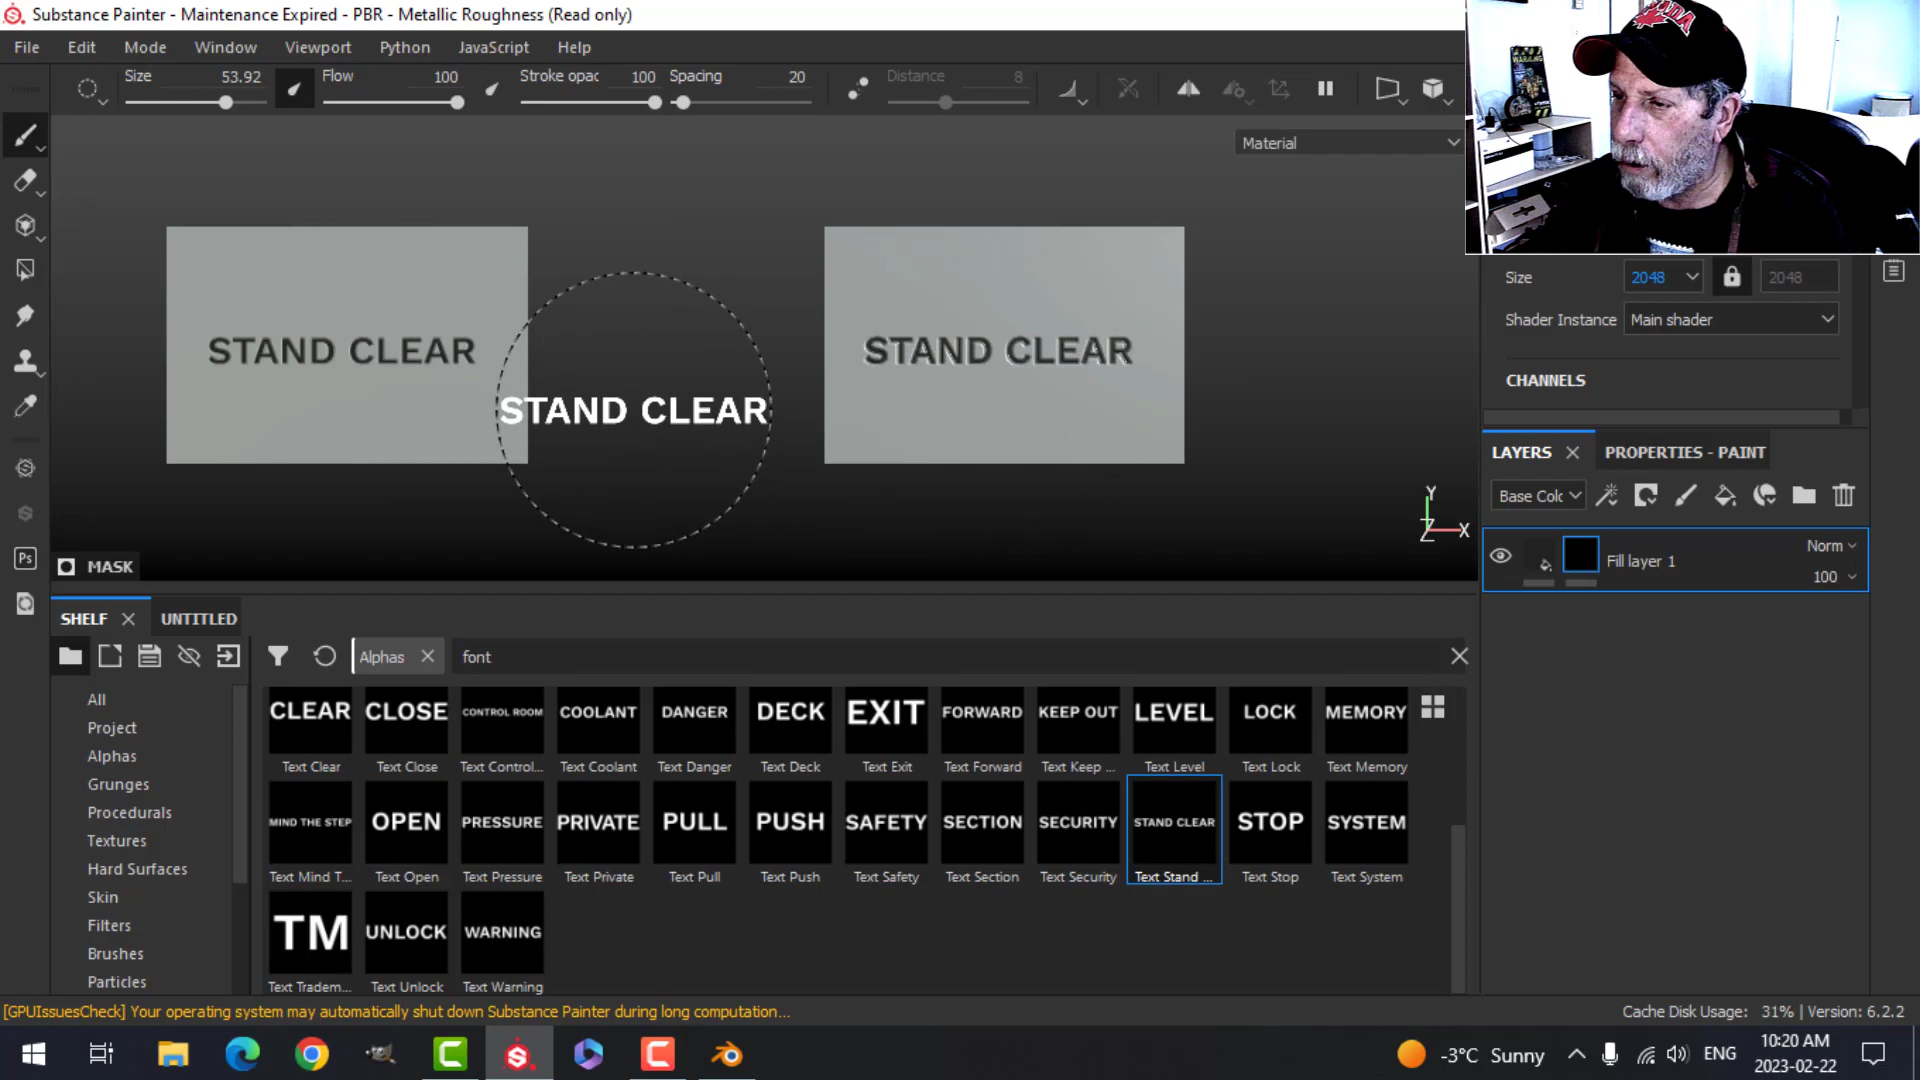 Substance Painter - Maintenance Expired - PBR - Metallic Roughness (Read only)
File Edit Mode Window Viewport Python JavaScript Help
Size 53.92 Flow 100 Stroke opac 100 Spacing 20 Distance 8
Material
STAND CLEAR
STAND CLEAR
STAND CLEAR
Y
Z X
MASK
Size 2048 2048
Shader Instance Main shader
CHANNELS
LAYERS PROPERTIES - PAINT
Base Colc
Norm
Fill layer 1
100
SHELF UNTITLED
Alphas font
All
Project
Alphas
Grunges
Procedurals
Textures
Hard Surfaces
Skin
Filters
Brushes
Particles
CLEAR CLOSE CONTROL ROOM COOLANT DANGER DECK EXIT FORWARD KEEP OUT LEVEL LOCK MEMORY
Text Clear Text Close Text Control... Text Coolant Text Danger Text Deck Text Exit Text Forward Text Keep ... Text Level Text Lock Text Memory
MIND THE STEP OPEN PRESSURE PRIVATE PULL PUSH SAFETY SECTION SECURITY STAND CLEAR STOP SYSTEM
Text Mind T... Text Open Text Pressure Text Private Text Pull Text Push Text Safety Text Section Text Security Text Stand ... Text Stop Text System
TM UNLOCK WARNING
Text Tradem... Text Unlock Text Warning
[GPUIssuesCheck] Your operating system may automatically shut down Substance Painter during long computation...
Cache Disk Usage: 31% | Version: 6.2.2
Ps
-3°C Sunny
ENG
10:20 AM
2023-02-22
WARNING